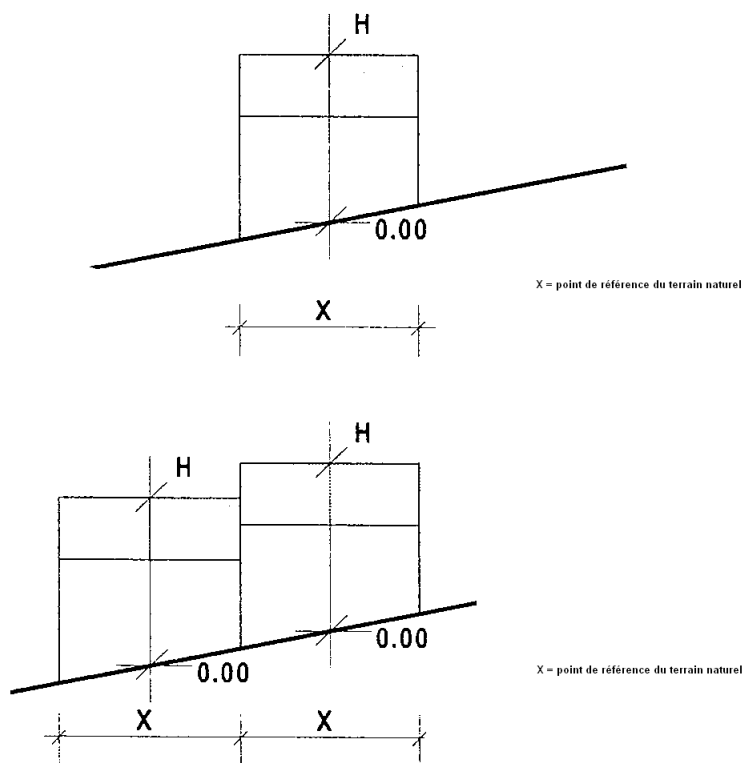 H
0.00
X = point de référence du terrain naturel
X
H
H
0.00
0.00
X = point de référence du terrain naturel
X X